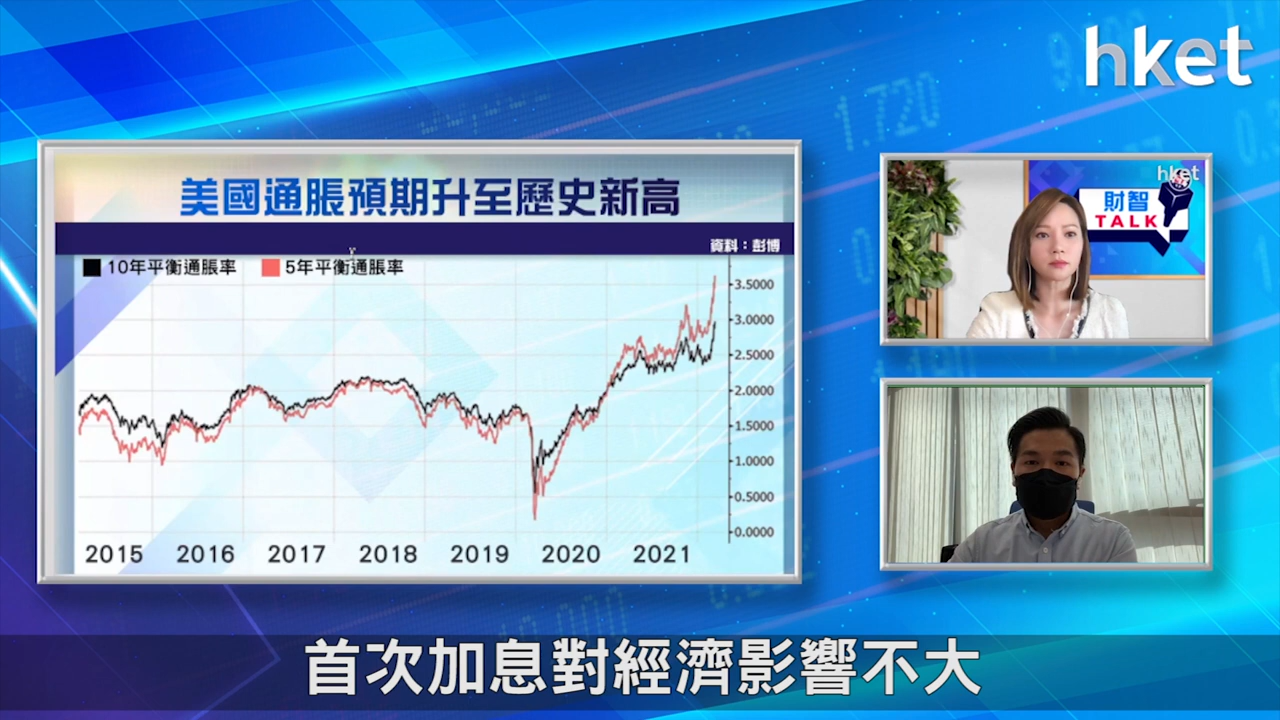 hket
美國通脹預期升至歷史新高
資料：彭博
10年平衡通脹率 5年平衡通脹率
3.5000
3.0000
2.5000
2.0000
1.5000
1.0000
0.5000
0.0000
2015 2016 2017 2018 2019 2020 2021
hket
財智
TALK
1.720
首次加息對經濟影響不大